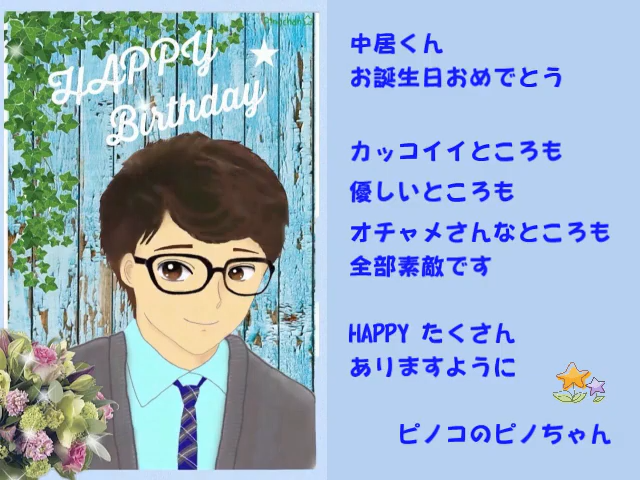 HAPPY
Birthday
中居くん
お誕生日おめでとう
カッコイイところも
優しいところも
オチャメさんなところも
全部素敵です
HAPPY たくさん
ありますように
ピノコのピノちゃん